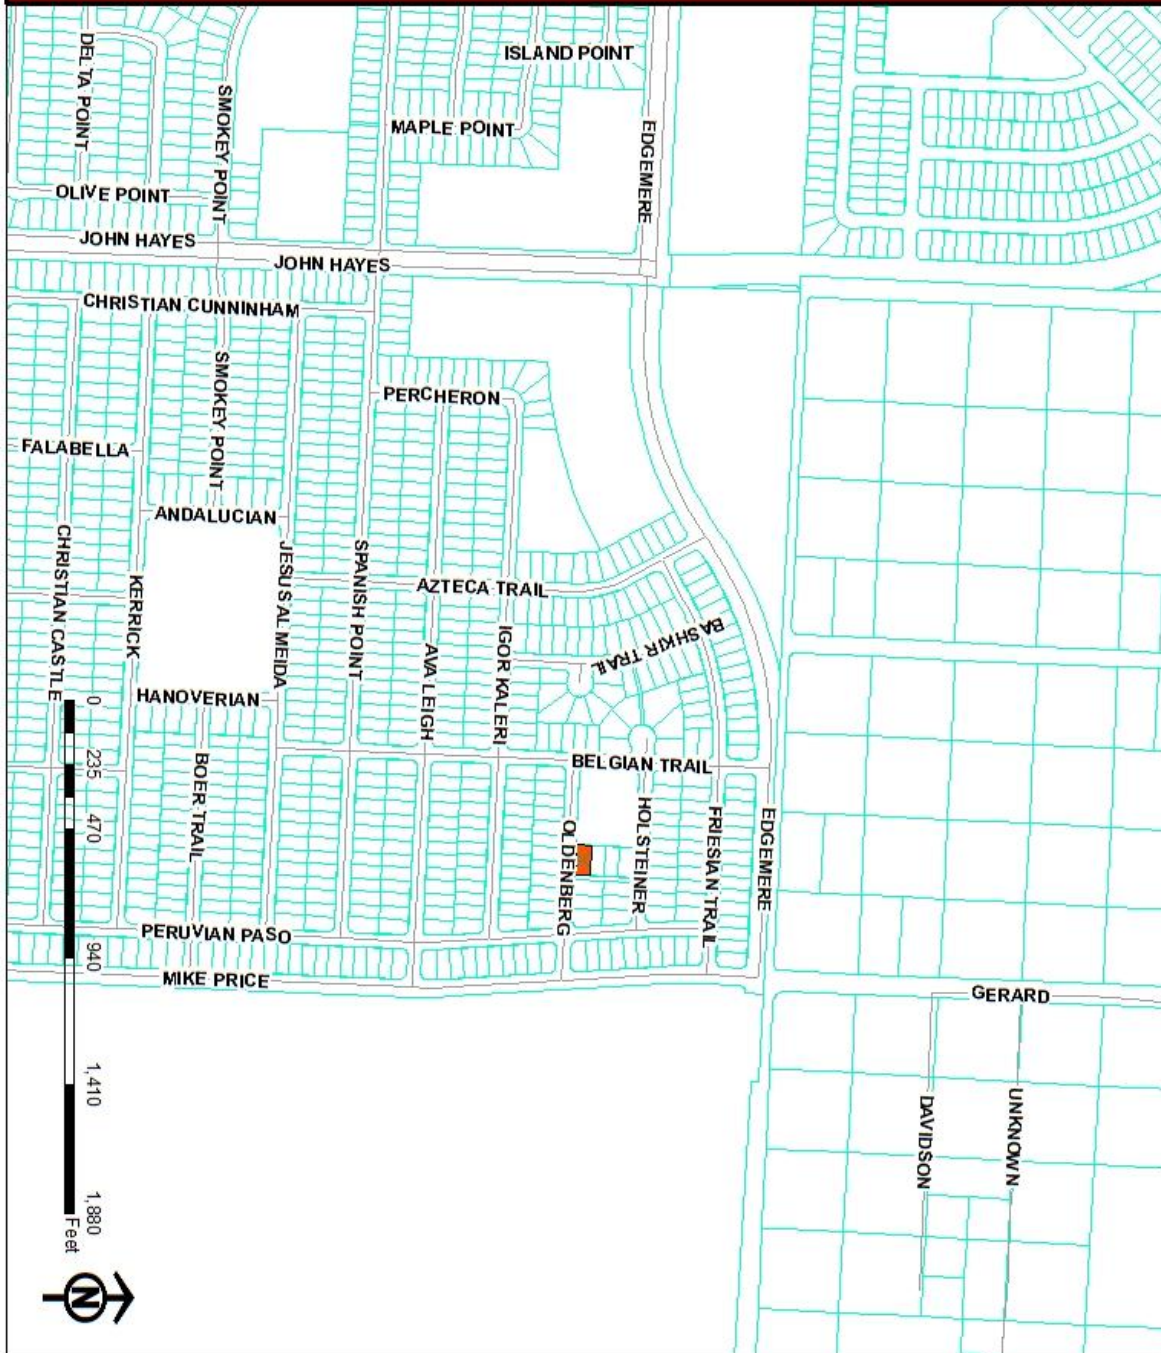 ISLAND POINT
DELTA POINT
SMOKEY POINT
MAPLE POINT
EDGEMERE
OLIVE POINT
JOHN HAYES
JOHN HAYES
CHRISTIAN CUNNINHAM
SMOKEY POINT
PERCHERON
FALABELLA
ANDALUCIAN
CHRISTIAN CASTLE
KERRICK
JESUS ALMEIDA
SPANISH POINT
AZTECA TRAIL
BASHKIR TRAIL
IGOR KALERI
AVA LEIGH
HANOVERIAN
BOER TRAIL
BELGIAN TRAIL
OLDENBERG
HOLSTEINER
FRIESIAN TRAIL
EDGEMERE
PERUVIAN PASO
MIKE PRICE
GERARD
DAVIDSON
UNKNOWN
0 235 470 940 1,410 1,880
Feet
N